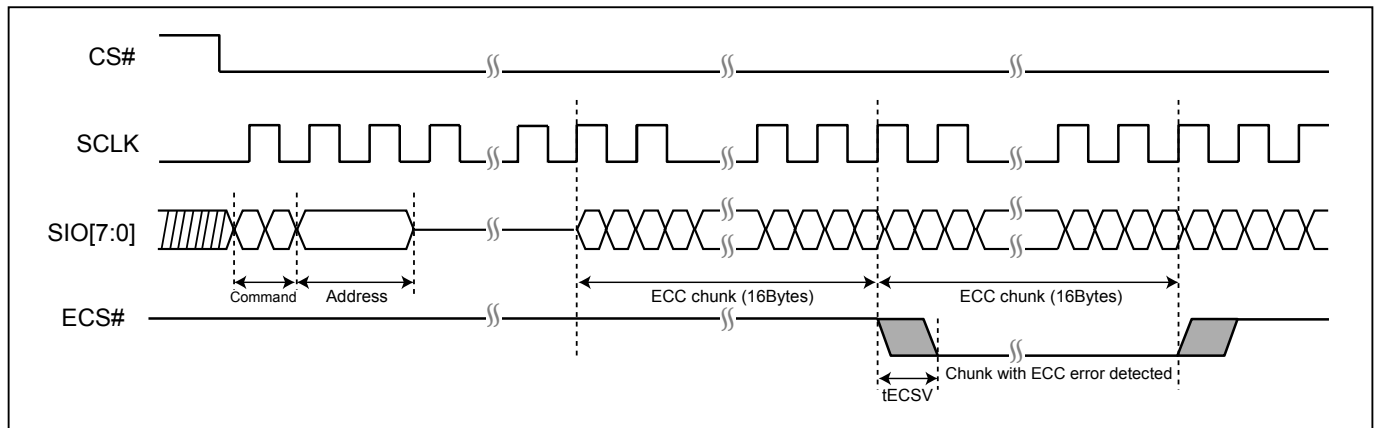 CS#
SCLK
SIO[7:0]
Command
Address
ECC chunk (16Bytes)
ECC chunk (16Bytes)
ECS#
Chunk with ECC error detected
tECSV